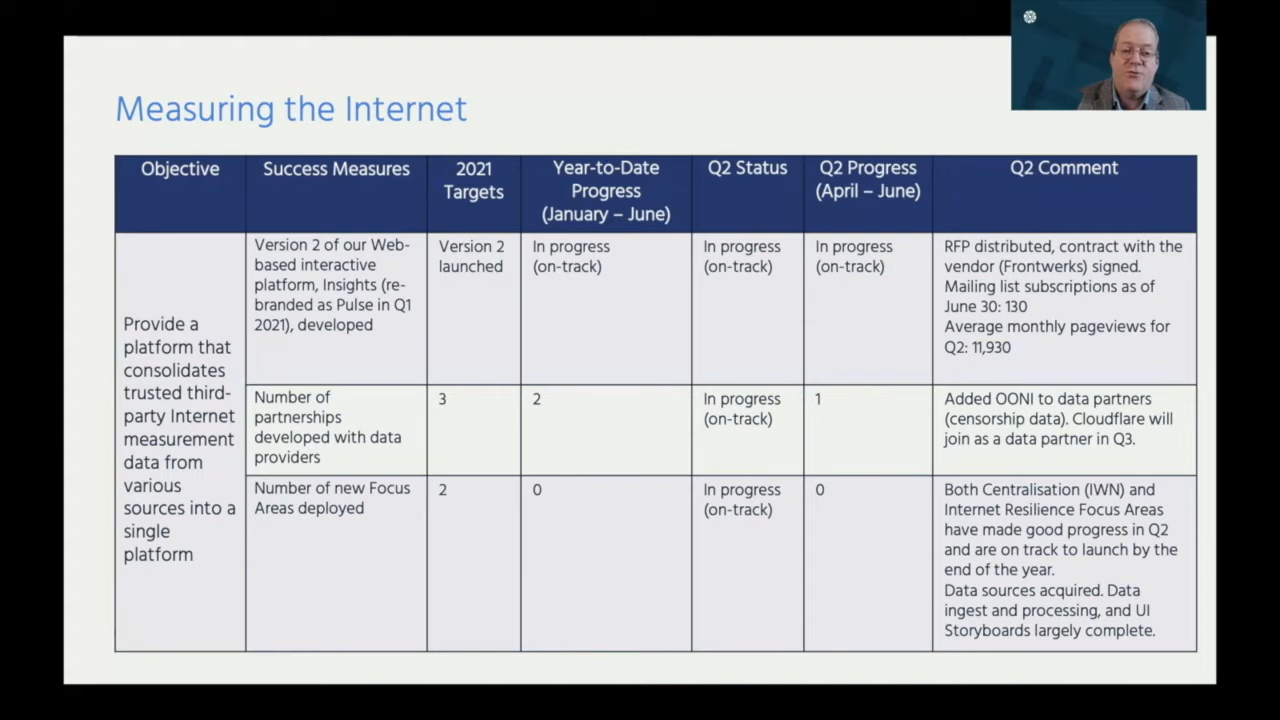 Measuring the Internet
Objective
Success Measures
2021
Targets
Year-to-Date
Progress
(January – June)
Q2 Status
Q2 Progress
(April – June)
Q2 Comment
Provide a
platform that
consolidates
trusted third-
party Internet
measurement
data from
various
sources into a
single
platform
Version 2 of our Web-
based interactive
platform, Insights (re-
branded as Pulse in Q1
2021), developed
Version 2
launched
In progress
(on-track)
In progress
(on-track)
In progress
(on-track)
RFP distributed, contract with the
vendor (Frontwerks) signed.
Mailing list subscriptions as of
June 30: 130
Average monthly pageviews for
Q2: 11,930
Number of
partnerships
developed with data
providers
3
2
In progress
(on-track)
1
Added OONI to data partners
(censorship data). Cloudflare will
join as a data partner in Q3.
Number of new Focus
Areas deployed
2
0
In progress
(on-track)
0
Both Centralisation (IWN) and
Internet Resilience Focus Areas
have made good progress in Q2
and are on track to launch by the
end of the year.
Data sources acquired. Data
ingest and processing, and UI
Storyboards largely complete.